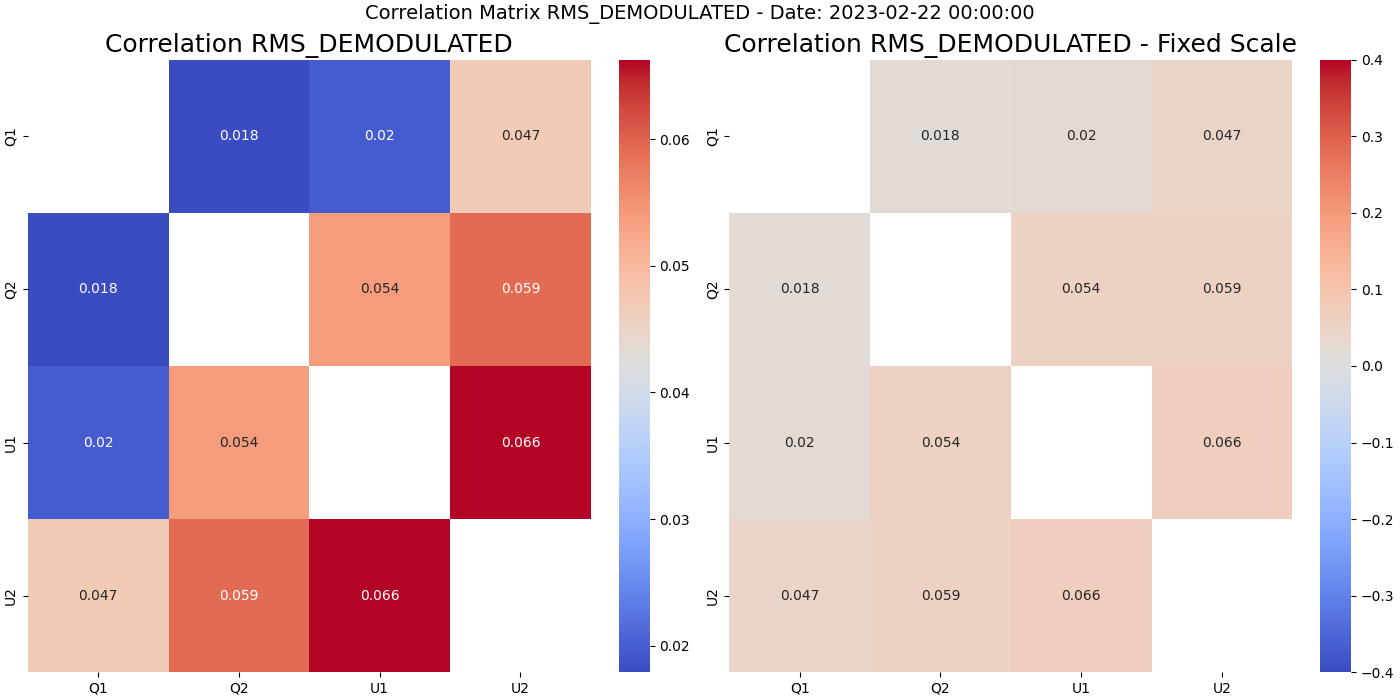 Correlation Matrix RMS_DEMODULATED - Date: 2023-02-22 00:00:00
Correlation RMS_DEMODULATED
Q1
0.018
0.02
0.047
Q2
0.018
0.054
0.059
U1
0.02
0.054
0.066
U2
0.047
0.059
0.066
Q1 Q2 U1 U2
0.06
0.05
0.04
0.03
0.02
Correlation RMS_DEMODULATED - Fixed Scale
Q1
0.018
0.02
0.047
Q2
0.018
0.054
0.059
U1
0.02
0.054
0.066
U2
0.047
0.059
0.066
Q1 Q2 U1 U2
0.4
0.3
0.2
0.1
0.0
−0.1
−0.2
−0.3
−0.4